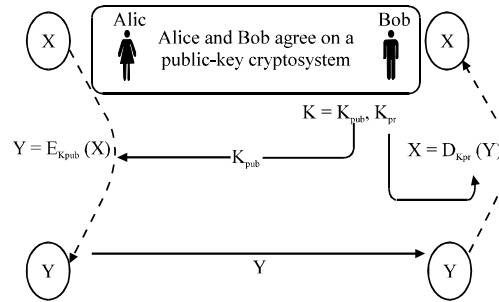 Alic
Bob
X
Alice and Bob agree on a
public-key cryptosystem
X
K = K_pub, K_pr
Y = E_Kpub (X)
K_pub
X = D_Kpr (Y)
Y
Y
Y